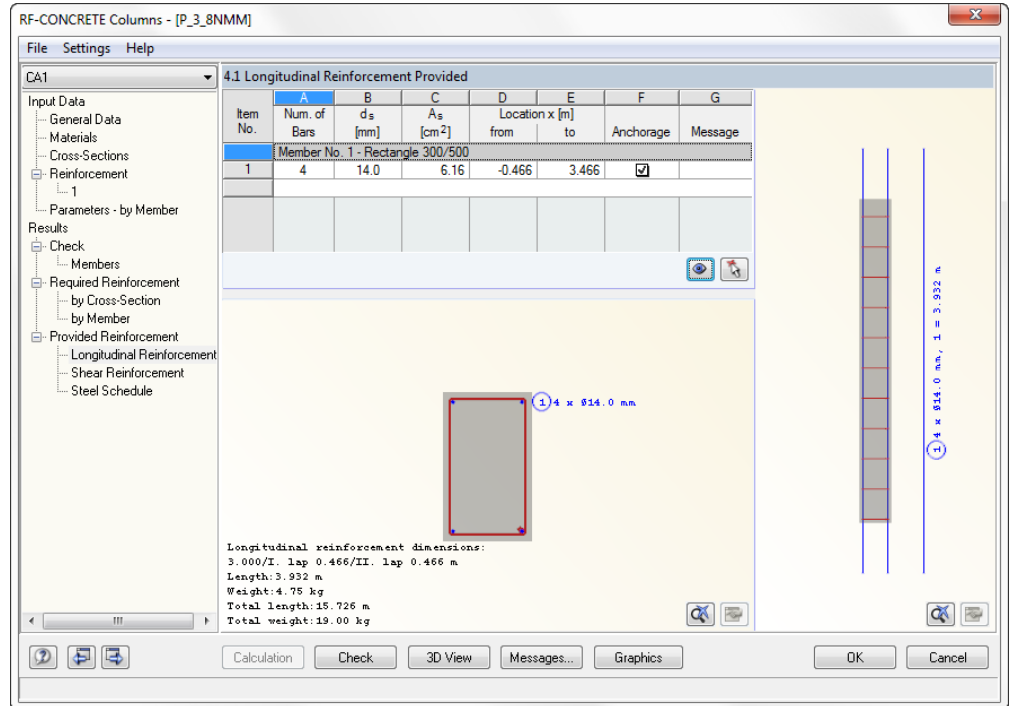 RF-CONCRETE Columns - [P_3_8NMM]
File Settings Help
CA1
Input Data
General Data
Materials
Cross-Sections
Reinforcement
1
Parameters - by Member
Results
Check
Members
Required Reinforcement
by Cross-Section
by Member
Provided Reinforcement
Longitudinal Reinforcement
Shear Reinforcement
Steel Schedule
4.1 Longitudinal Reinforcement Provided
A B C D E F G
Item Num. of ds As Location x [m]
No. Bars [mm] [cm²] from to Anchorage Message
Member No. 1 - Rectangle 300/500
1 4 14.0 6.16 -0.466 3.466
1 4 x Ø14.0 mm
Longitudinal reinforcement dimensions:
3.000/I. lap 0.466/II. lap 0.466 m
Length:3.932 m
Weight:4.75 kg
Total length:15.726 m
Total weight:19.00 kg
1 4 x Ø14.0 mm, l = 3.932 m
Calculation Check 3D View Messages... Graphics OK Cancel